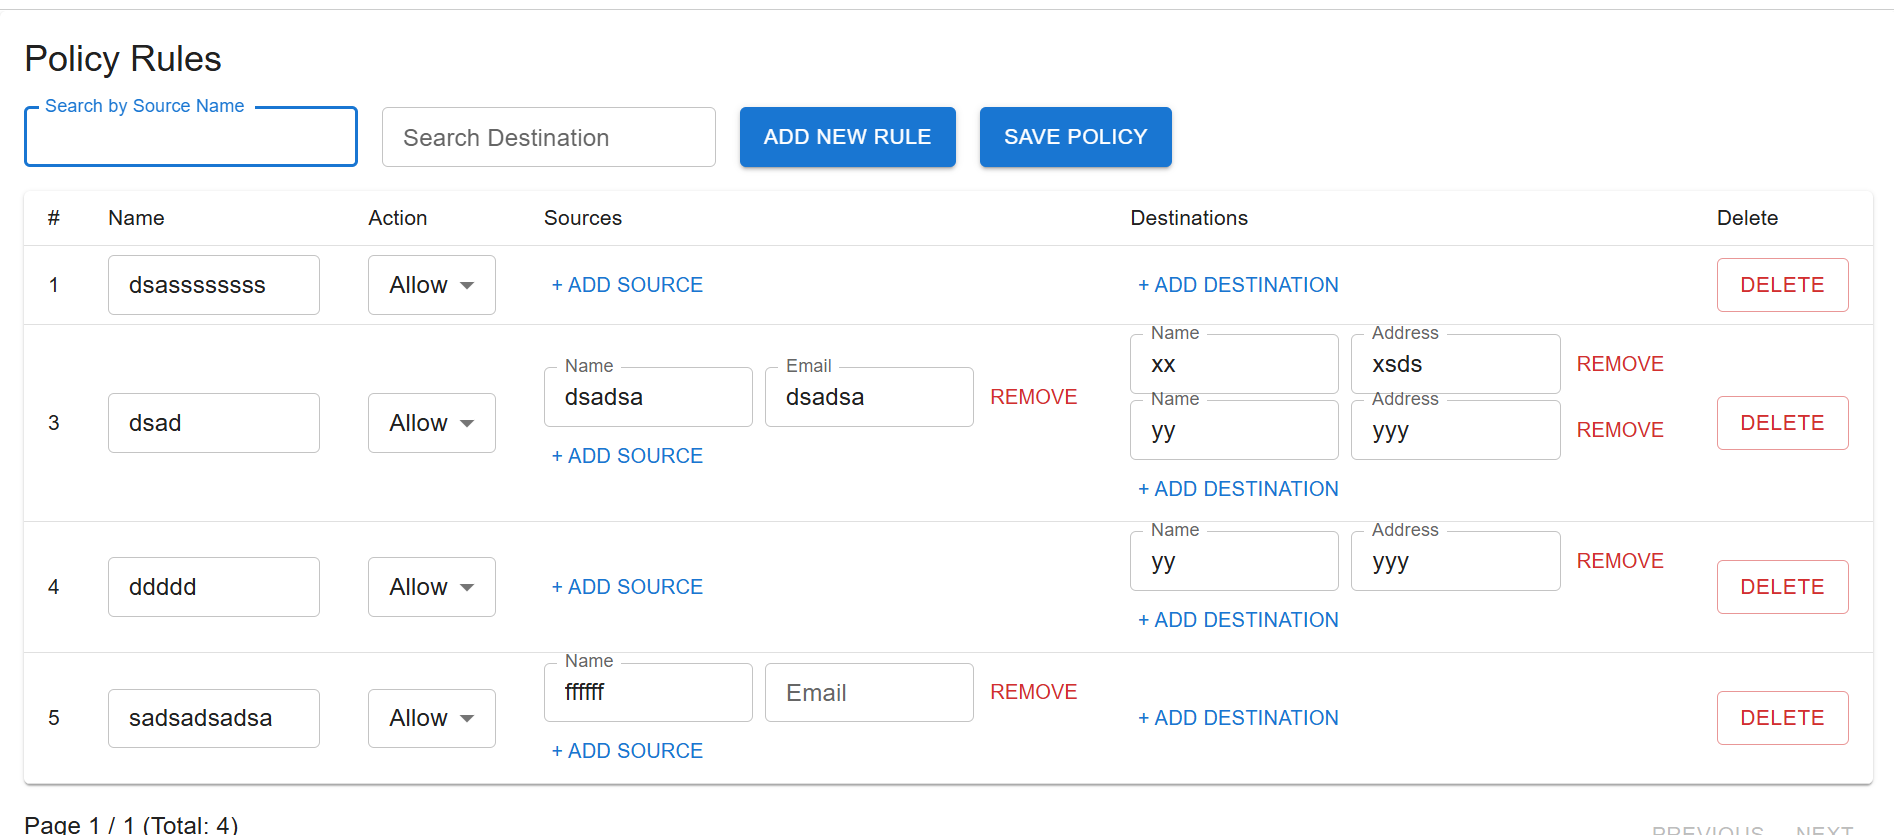 Policy Rules
Search by Source Name
Search Destination
ADD NEW RULE
SAVE POLICY
# Name Action Sources Destinations Delete
1 dsassssssss Allow + ADD SOURCE + ADD DESTINATION DELETE
Name Address
xx xsds REMOVE
Name Email
dsadsa dsadsa REMOVE
Name Address
3 dsad Allow yy yyy REMOVE DELETE
+ ADD SOURCE
+ ADD DESTINATION
Name Address
yy yyy REMOVE
4 ddddd Allow + ADD SOURCE DELETE
+ ADD DESTINATION
Name
ffffff Email REMOVE
5 sadsadsadsa Allow + ADD DESTINATION DELETE
+ ADD SOURCE
Page 1 / 1 (Total: 4) PREVIOUS NEXT